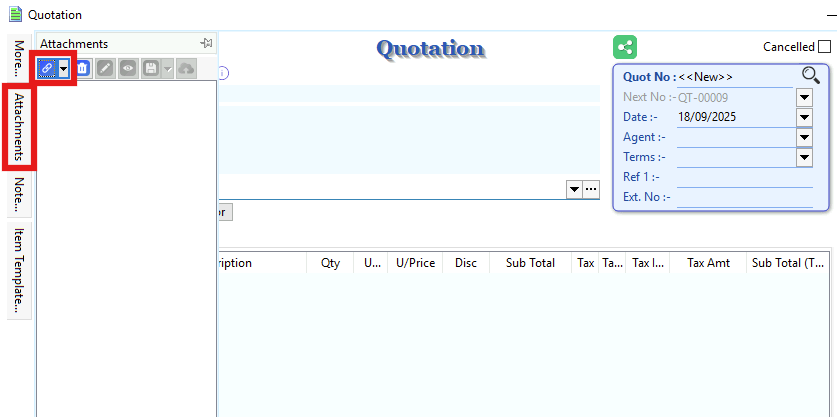 Quotation
More...
Attachments
Note...
Item Template...
Attachments
Quotation
Cancelled
Quot No : <<New>>
Next No :- QT-00009
Date :- 18/09/2025
Agent :-
Terms :-
Ref 1 :-
Ext. No :-
ription Qty U... U/Price Disc Sub Total Tax Ta... Tax I... Tax Amt Sub Total (T...